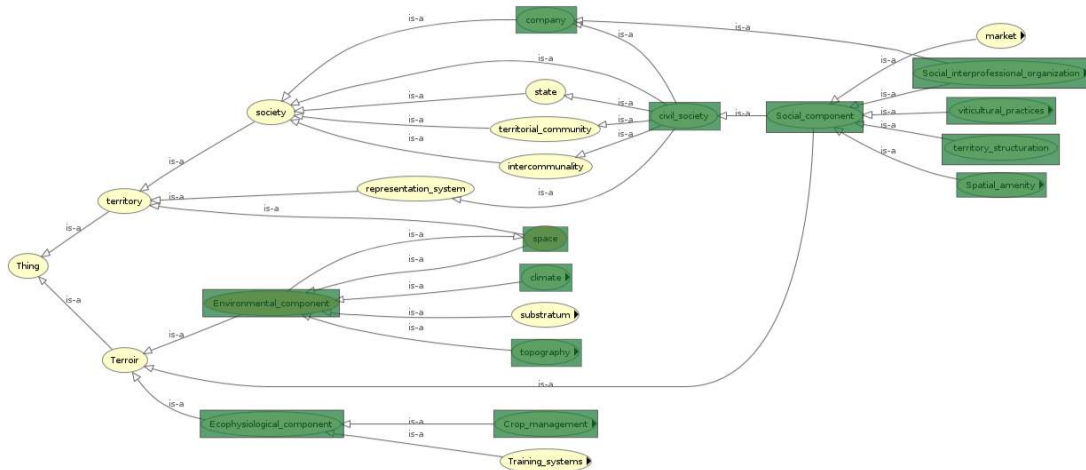 is-a
company
is-a
is-a
market
is-a
is-a
Social_interprofessional_organization
is-a
state
is-a
is-a
society
is-a
viticultural_practices
is-a
is-a
territorial_community
is-a
civil_society
is-a
Social_component
is-a
is-a
territory_structuration
is-a
is-a
intercommunality
is-a
Spatial_amenity
representation_system
is-a
territory
is-a
is-a
is-a
space
Thing
is-a
is-a
climate
is-a
Environmental_component
is-a
substratum
is-a
is-a
topography
Terroir
is-a
is-a
Ecophysiological_component
is-a
Crop_management
is-a
Training_systems